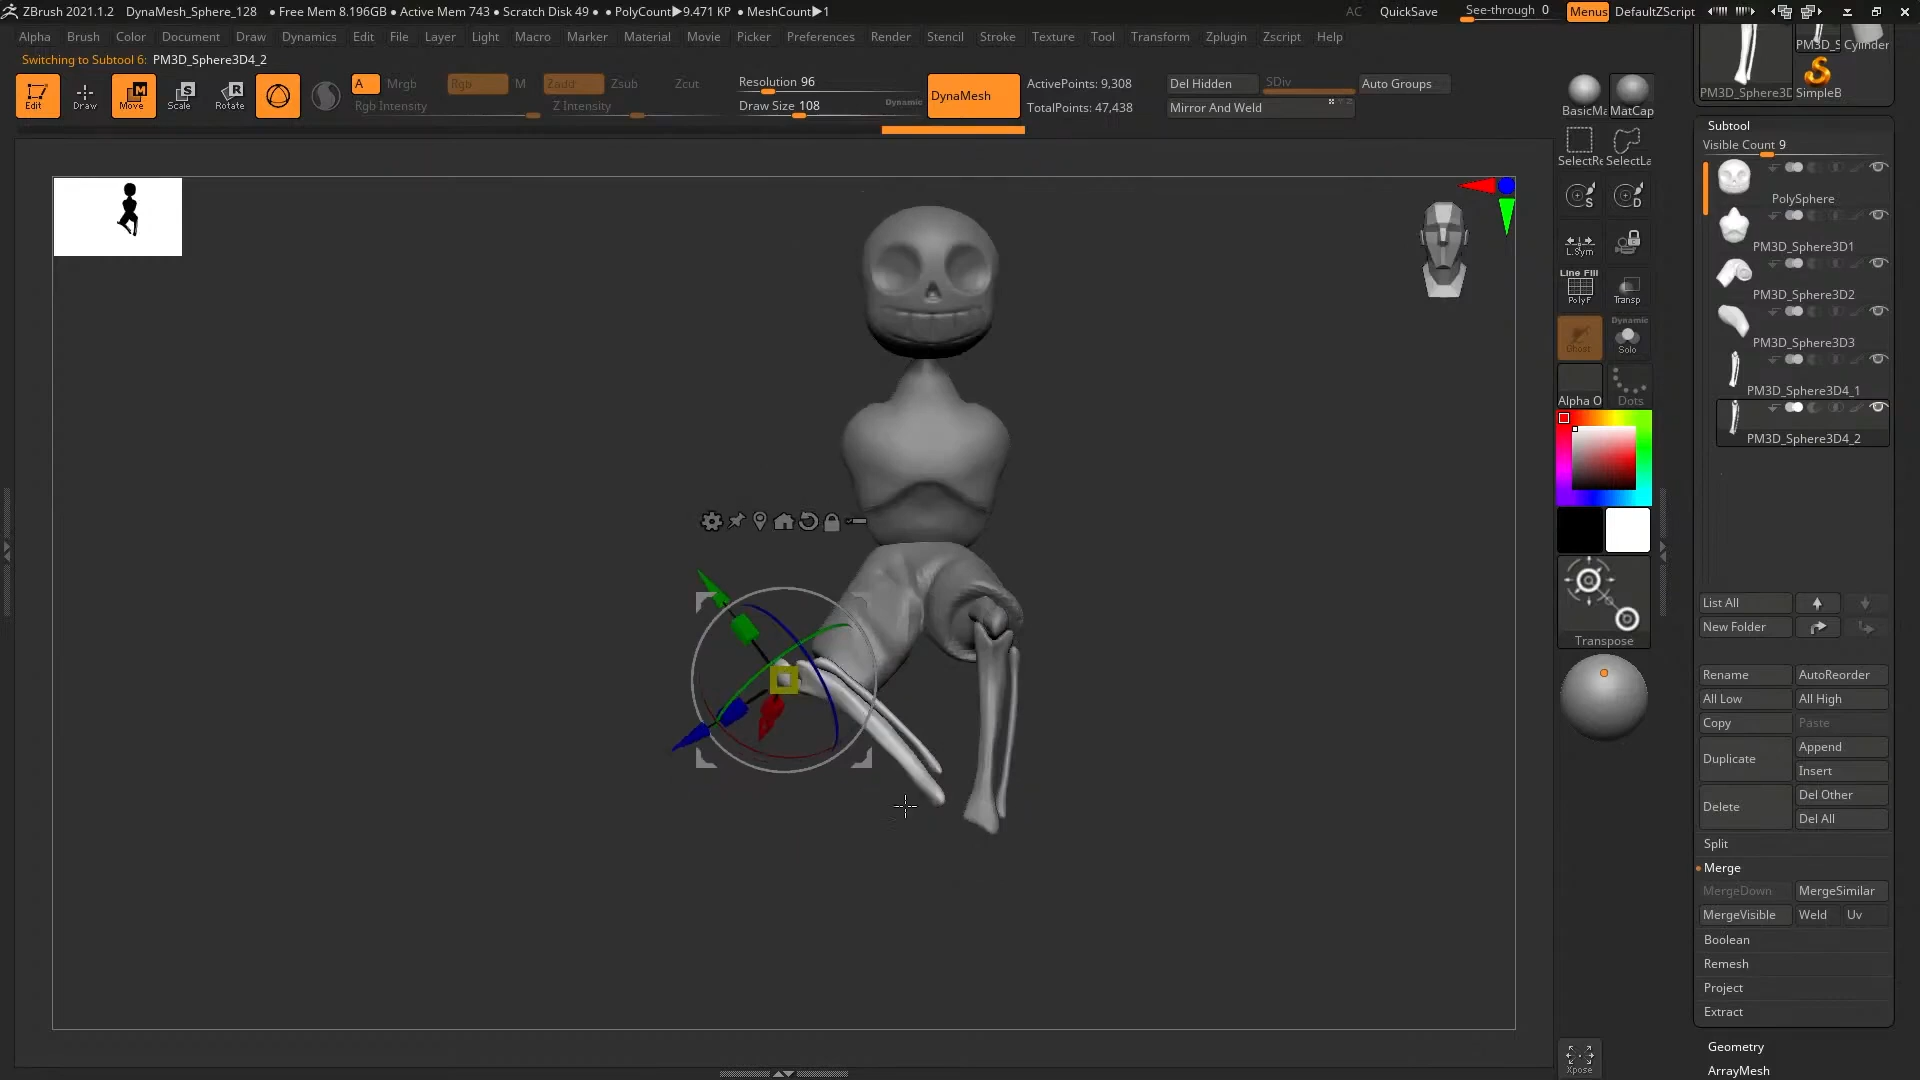 ZBrush 2021.1.2 DynaMesh_Sphere_128 ● Free Mem 8.196GB ● Active Mem 743 ● Scratch Disk 49 ● ● PolyCount▶9.471 KP ● MeshCount▶1 AC QuickSave See-through 0 Menus DefaultZScript
Alpha Brush Color Document Draw Dynamics Edit File Layer Light Macro Marker Material Movie Picker Preferences Render Stencil Stroke Texture Tool Transform Zplugin Zscript Help
Switching to Subtool 6: PM3D_Sphere3D4_2
Edit Draw Move Scale Rotate
A Mrgb Rgb M Zadd Zsub Zcut
Rgb Intensity Z Intensity
Resolution 96
Draw Size 108 Dynamic
DynaMesh
ActivePoints: 9,308
TotalPoints: 47,438
Del Hidden SDiv Auto Groups
Mirror And Weld
BasicMa MatCap
SelectRe SelectLa
S D
L.Sym
Line Fill
PolyF Transp
Ghost
Dynamic
Solo
Alpha O Dots
Transpose
Xpose
PM3D_S Cylinder
PM3D_Sphere3D SimpleB
Subtool
Visible Count 9
PolySphere
PM3D_Sphere3D1
PM3D_Sphere3D2
PM3D_Sphere3D3
PM3D_Sphere3D4_1
PM3D_Sphere3D4_2
List All
New Folder
Rename AutoReorder
All Low All High
Copy Paste
Duplicate Append
Insert
Delete Del Other
Del All
Split
Merge
MergeDown MergeSimilar
MergeVisible Weld Uv
Boolean
Remesh
Project
Extract
Geometry
ArrayMesh